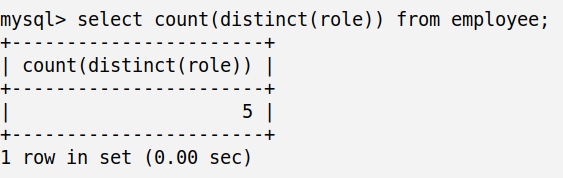 mysql> select count(distinct(role)) from employee;
+-----------------------+
| count(distinct(role)) |
+-----------------------+
|                     5 |
+-----------------------+
1 row in set (0.00 sec)